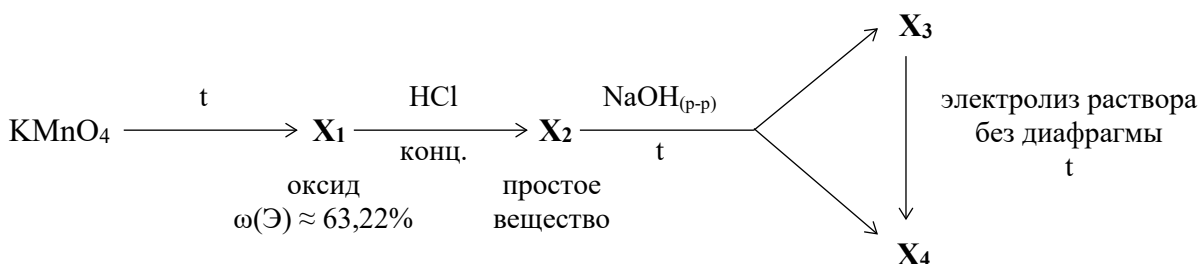 X₃
t
HCl
NaOH(р-р)
электролиз раствора
без диафрагмы
t
KMnO₄
X₁
конц.
X₂
t
оксид
ω(Э) ≈ 63,22%
простое
вещество
X₄